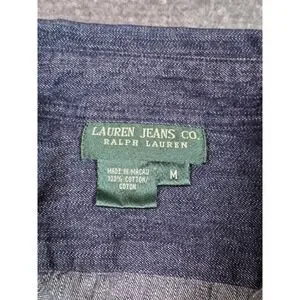 LAUREN JEANS CO.
RALPH LAUREN
MADE IN MACAU
100% COTTON/
COTON
M